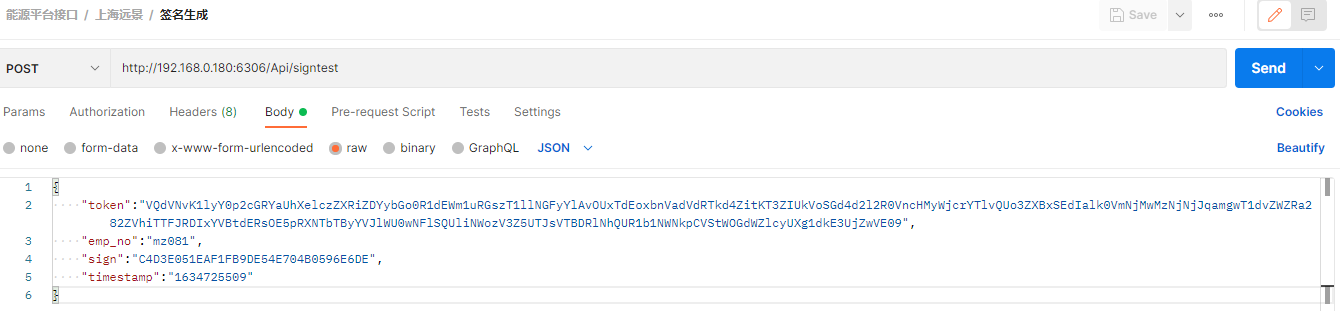 能源平台接口 / 上海远景 / 签名生成
Save
POST
http://192.168.0.180:6306/Api/signtest
Send
Params Authorization Headers (8) Body Pre-request Script Tests Settings Cookies
none form-data x-www-form-urlencoded raw binary GraphQL JSON Beautify
1 {
2 "token":"VQdVNvK1lyY0p2cGRYaUhXelczZXRiZDYybGo0R1dEWm1uRGszT1llNGFyYlAvOUxTdEoxbnVadVdRTkd4ZitKT3ZIUkVoSGd4d2l2R0VncHMyWjcrYTlvQUo3ZXBxSEdIalk0VmNjMwMzNjNjJqamgwT1dvZWZRa2
82ZVhiTTFJRDIxYVBtdERsOE5pRXNTbTByYVJlWU0wNFlSQUliNWozV3Z5UTJsVTBDRlNhQUR1b1NWNkpCVStWOGdWZlcyUXg1dkE3UjZwVE09",
3 "emp_no":"mz081",
4 "sign":"C4D3E051EAF1FB9DE54E704B0596E6DE",
5 "timestamp":"1634725509"
6 }